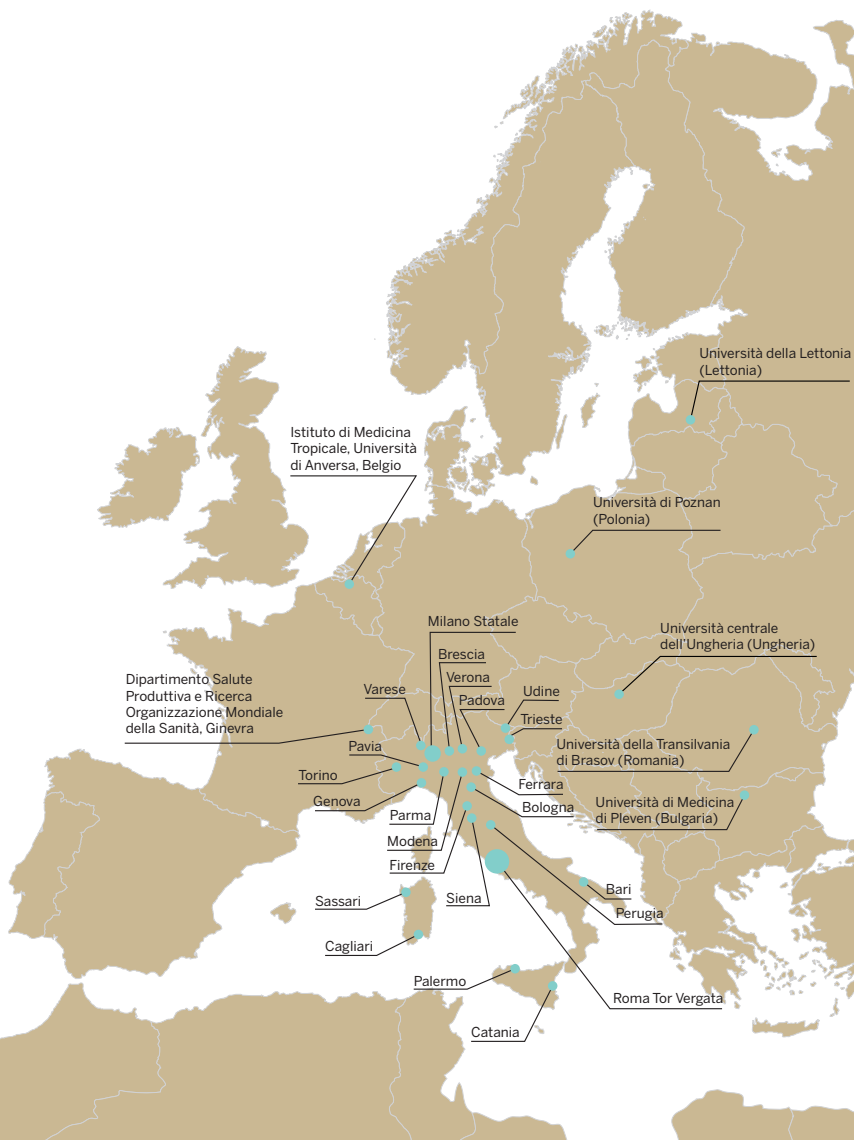 Università della Lettonia
(Lettonia)
Istituto di Medicina
Tropicale, Università
di Anversa, Belgio
Università di Poznan
(Polonia)
Milano Statale
Università centrale
dell'Ungheria (Ungheria)
Brescia
Verona
Dipartimento Salute
Produttiva e Ricerca
Organizzazione Mondiale
della Sanità, Ginevra
Varese
Padova
Udine
Trieste
Pavia
Università della Transilvania
di Brasov (Romania)
Torino
Ferrara
Genova
Bologna
Università di Medicina
di Pleven (Bulgaria)
Parma
Modena
Firenze
Bari
Sassari
Siena
Perugia
Cagliari
Palermo
Roma Tor Vergata
Catania